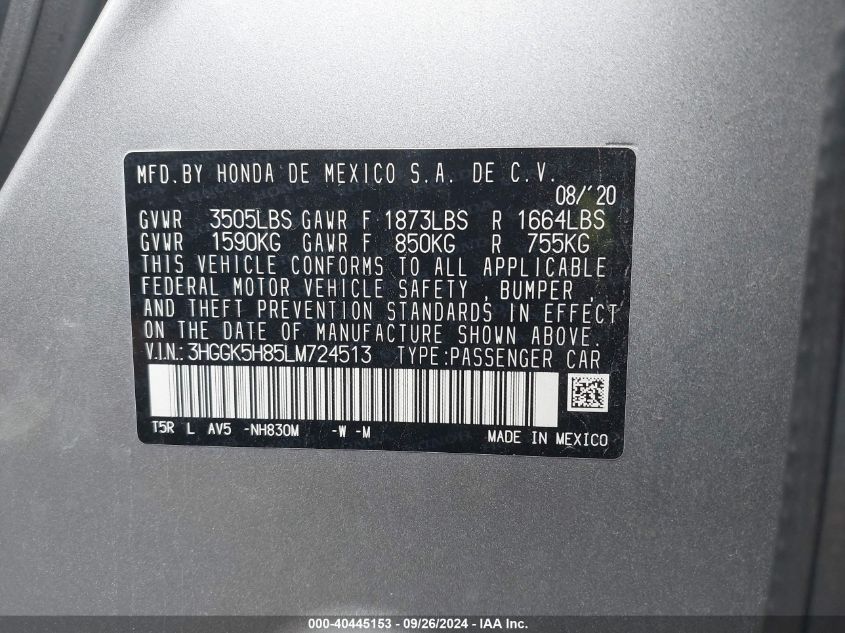 MFD.BY HONDA DE MEXICO S.A. DE C.V.
08/'20
GVWR 3505LBS GAWR F 1873LBS R 1664LBS
GVWR 1590KG GAWR F 850KG R 755KG
THIS VEHICLE CONFORMS TO ALL APPLICABLE
FEDERAL MOTOR VEHICLE SAFETY , BUMPER ,
AND THEFT PREVENTION STANDARDS IN EFFECT
ON THE DATE OF MANUFACTURE SHOWN ABOVE.
V.I.N.: 3HGGK5H85LM724513 TYPE:PASSENGER CAR
T5R L AV5 -NH830M -W -M
MADE IN MEXICO
000-40445153 - 09/26/2024 - IAA Inc.